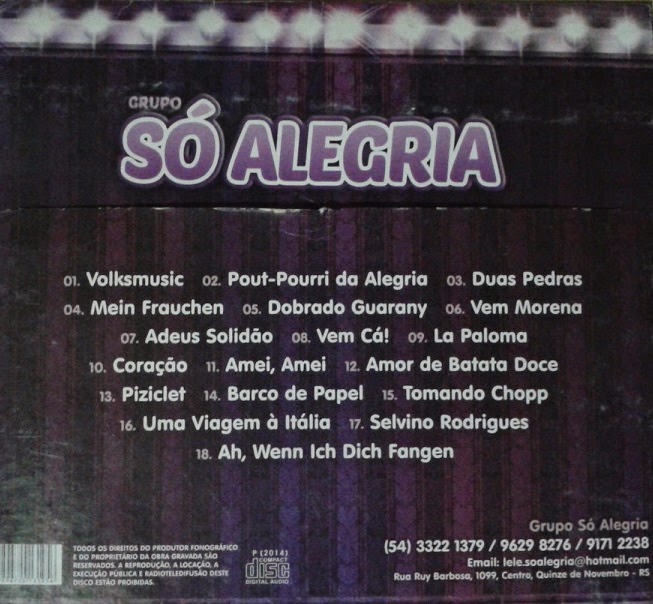 GRUPO
SÓ ALEGRIA
01. Volksmusic 02. Pout-Pourri da Alegria 03. Duas Pedras
04. Mein Frauchen 05. Dobrado Guarany 06. Vem Morena
07. Adeus Solidão 08. Vem Cá! 09. La Paloma
10. Coração 11. Amei, Amei 12. Amor de Batata Doce
13. Piziclet 14. Barco de Papel 15. Tomando Chopp
16. Uma Viagem à Itália 17. Selvino Rodrigues
18. Ah, Wenn Ich Dich Fangen
TODOS OS DIREITOS DO PRODUTOR FONOGRÁFICO
E DO PROPRIETÁRIO DA OBRA GRAVADA SÃO
RESERVADOS. A REPRODUÇÃO, A LOCAÇÃO, A
EXECUÇÃO PÚBLICA E RADIOTELEDIFUSÃO DESTE
DISCO ESTÃO PROIBIDAS.
P (2014)
COMPACT
disc
DIGITAL AUDIO
Grupo Só Alegria
(54) 3322 1379 / 9629 8276 / 9171 2238
Email: lele.soalegria@hotmail.com
Rua Ruy Barbosa, 1099, Centro, Quinze de Novembro - RS